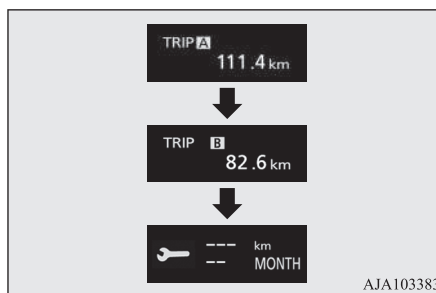 TRIP A
111.4 km
TRIP B
82.6 km
--- km
-- MONTH
AJA103383